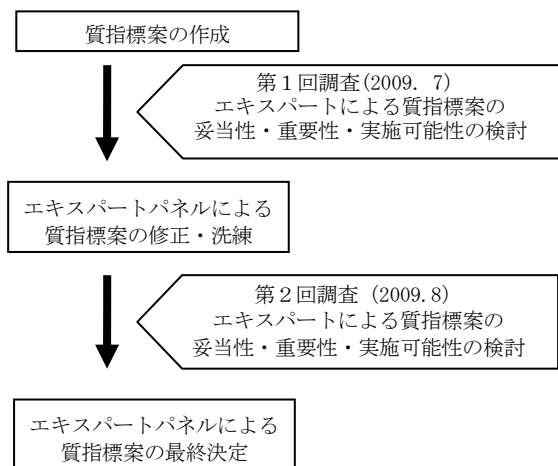 質指標案の作成
第１回調査(2009. 7)
エキスパートによる質指標案の
妥当性・重要性・実施可能性の検討
エキスパートパネルによる
質指標案の修正・洗練
第２回調査 (2009.8)
エキスパートによる質指標案の
妥当性・重要性・実施可能性の検討
エキスパートパネルによる
質指標案の最終決定